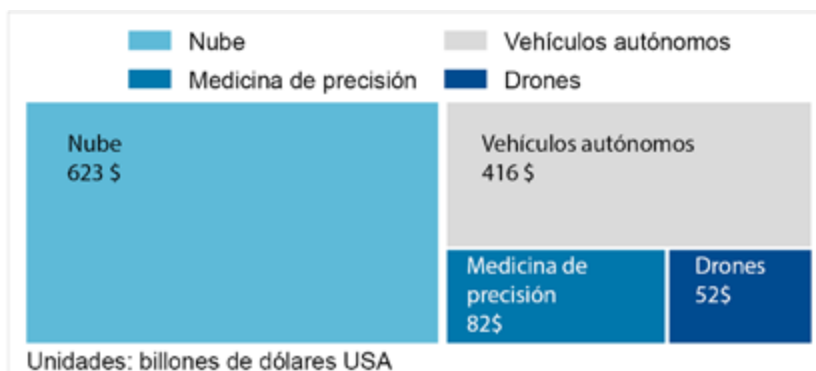 Nube
Vehículos autónomos
Medicina de precisión
Drones
Nube
623 $
Vehículos autónomos
416 $
Medicina de
precisión
82$
Drones
52$
Unidades: billones de dólares USA